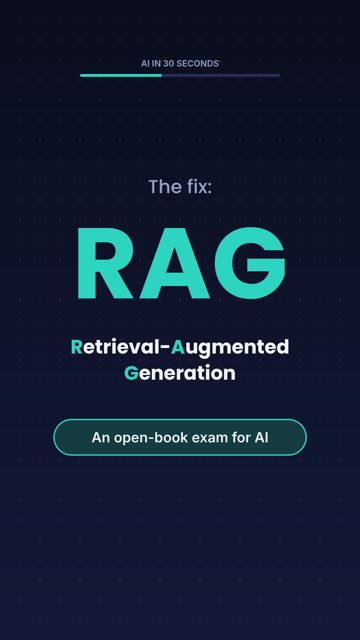 AI IN 30 SECONDS
The fix:
RAG
Retrieval-Augmented
Generation
An open-book exam for AI